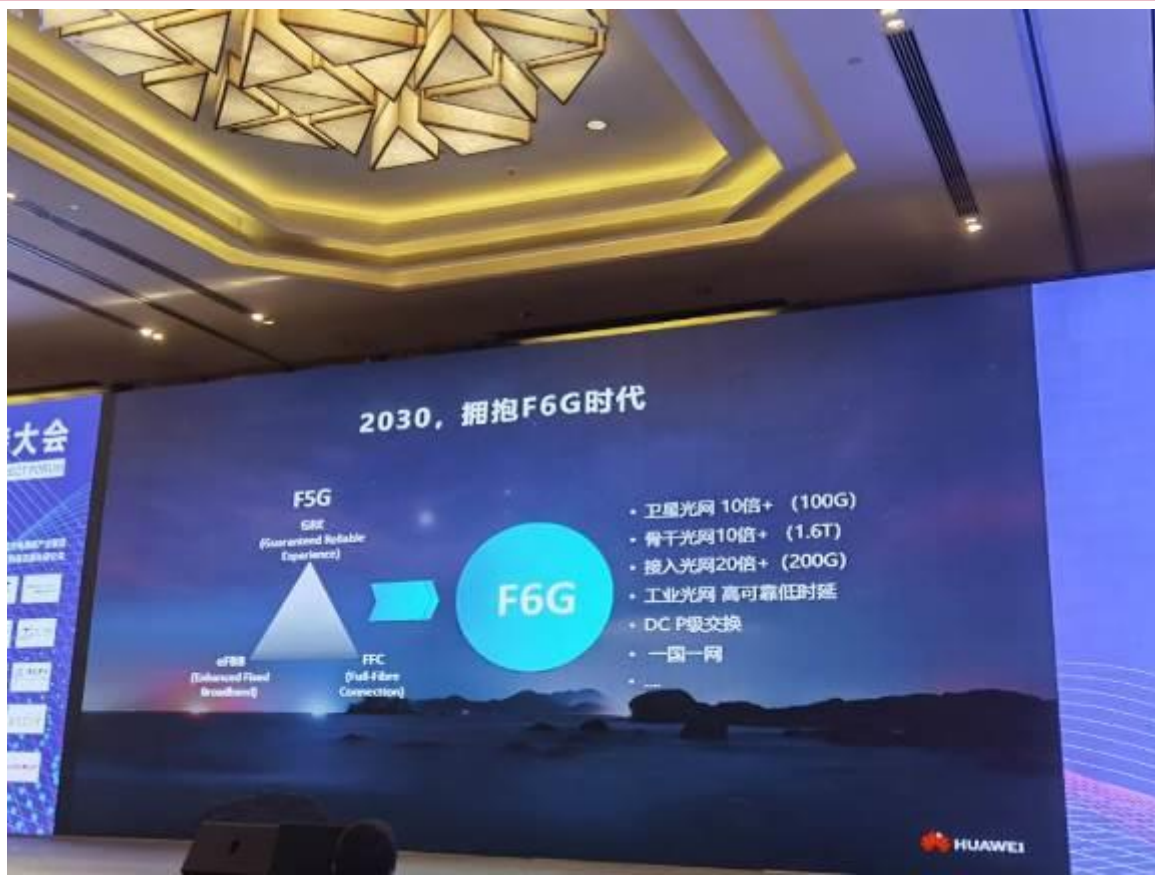 2030，拥抱F6G时代
F5G
GRE
(Guaranteed Reliable
Experience)
eFBB
(Enhanced Fixed
Broadband)
FFC
(Full-Fibre
Connection)
F6G
• 卫星光网 10倍+ （100G)
• 骨干光网10倍+ （1.6T)
• 接入光网20倍+（200G)
• 工业光网 高可靠低时延
• DC P级交换
• 一国一网
• ....
HUAWEI
大会
FORUM